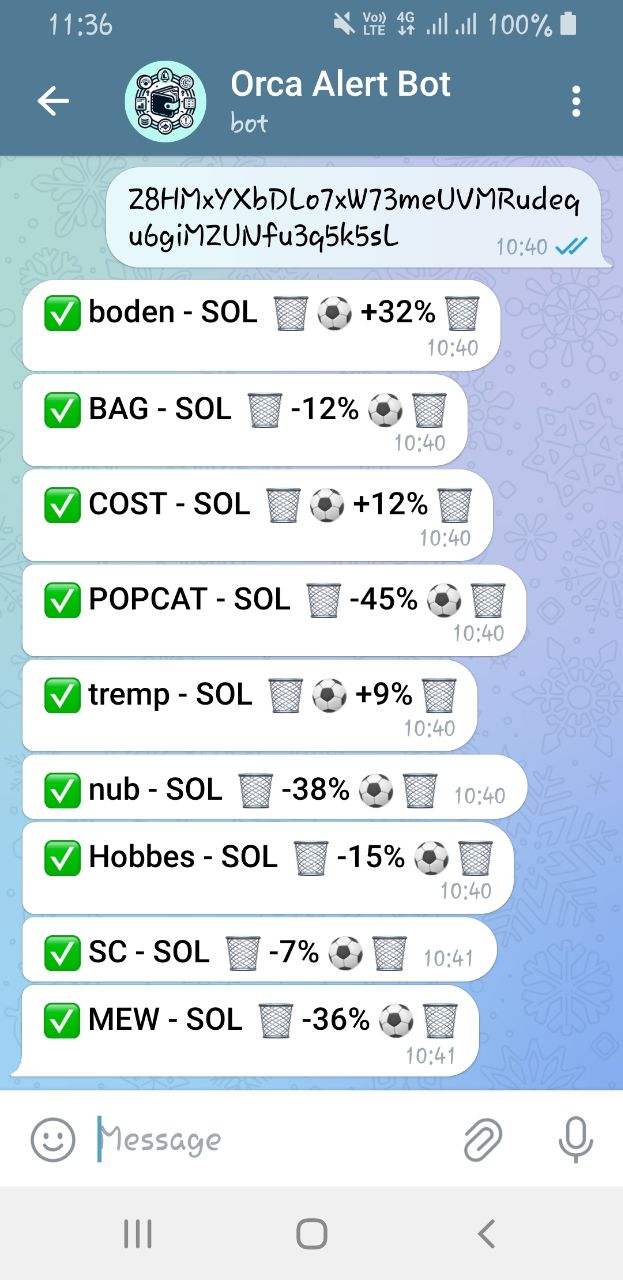 11:36
Vo)) LTE 4G 100%
Orca Alert Bot
bot
Z8HMxYXbDLo7xW73meUVMRudeq
u6giMZUNfu3q5k5sL 10:40
✅ boden - SOL 🗑 ⚽ +32% 🗑
10:40
✅ BAG - SOL 🗑 -12% ⚽ 🗑
10:40
✅ COST - SOL 🗑 ⚽ +12% 🗑
10:40
✅ POPCAT - SOL 🗑 -45% ⚽ 🗑
10:40
✅ tremp - SOL 🗑 ⚽ +9% 🗑
10:40
✅ nub - SOL 🗑 -38% ⚽ 🗑 10:40
✅ Hobbes - SOL 🗑 -15% ⚽ 🗑
10:40
✅ SC - SOL 🗑 -7% ⚽ 🗑 10:41
✅ MEW - SOL 🗑 -36% ⚽ 🗑
10:41
Message